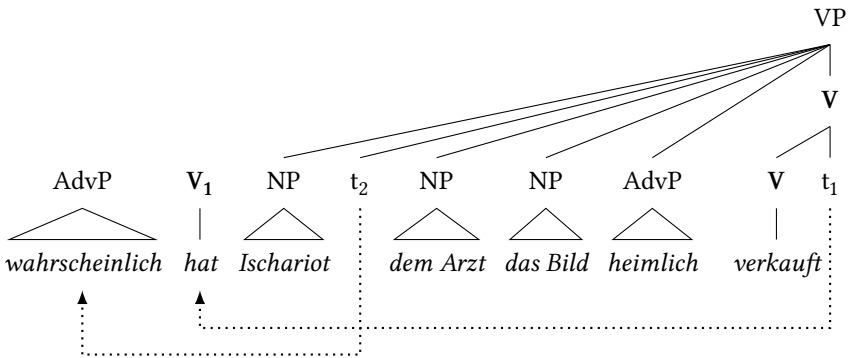 VP
V
AdvP V₁ NP t₂ NP NP AdvP V t₁
wahrscheinlich hat Ischariot dem Arzt das Bild heimlich verkauft